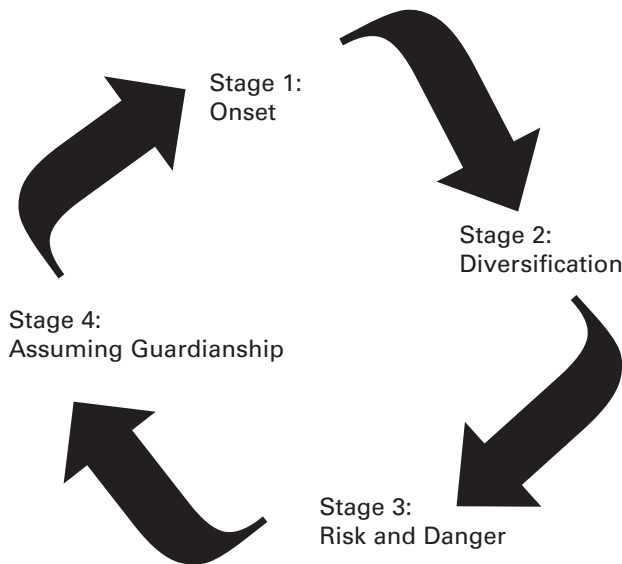 Stage 1:
Onset
Stage 2:
Diversification
Stage 3:
Risk and Danger
Stage 4:
Assuming Guardianship